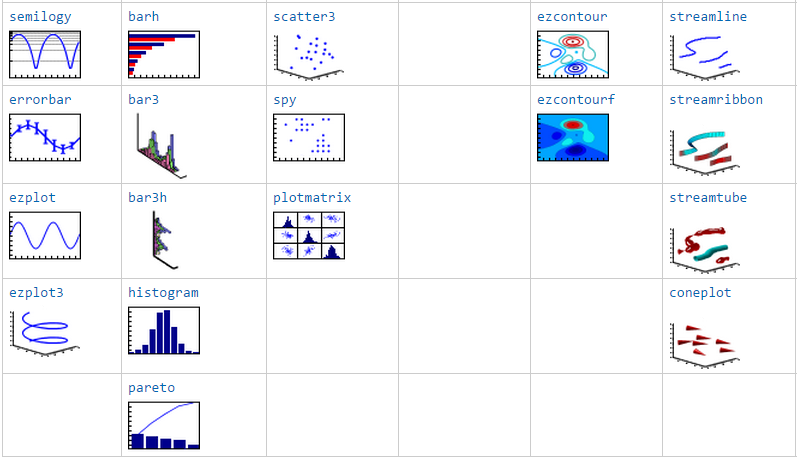 semilogy
barh
scatter3
ezcontour
streamline
errorbar
bar3
spy
ezcontourf
streamribbon
ezplot
bar3h
plotmatrix
streamtube
ezplot3
histogram
coneplot
pareto